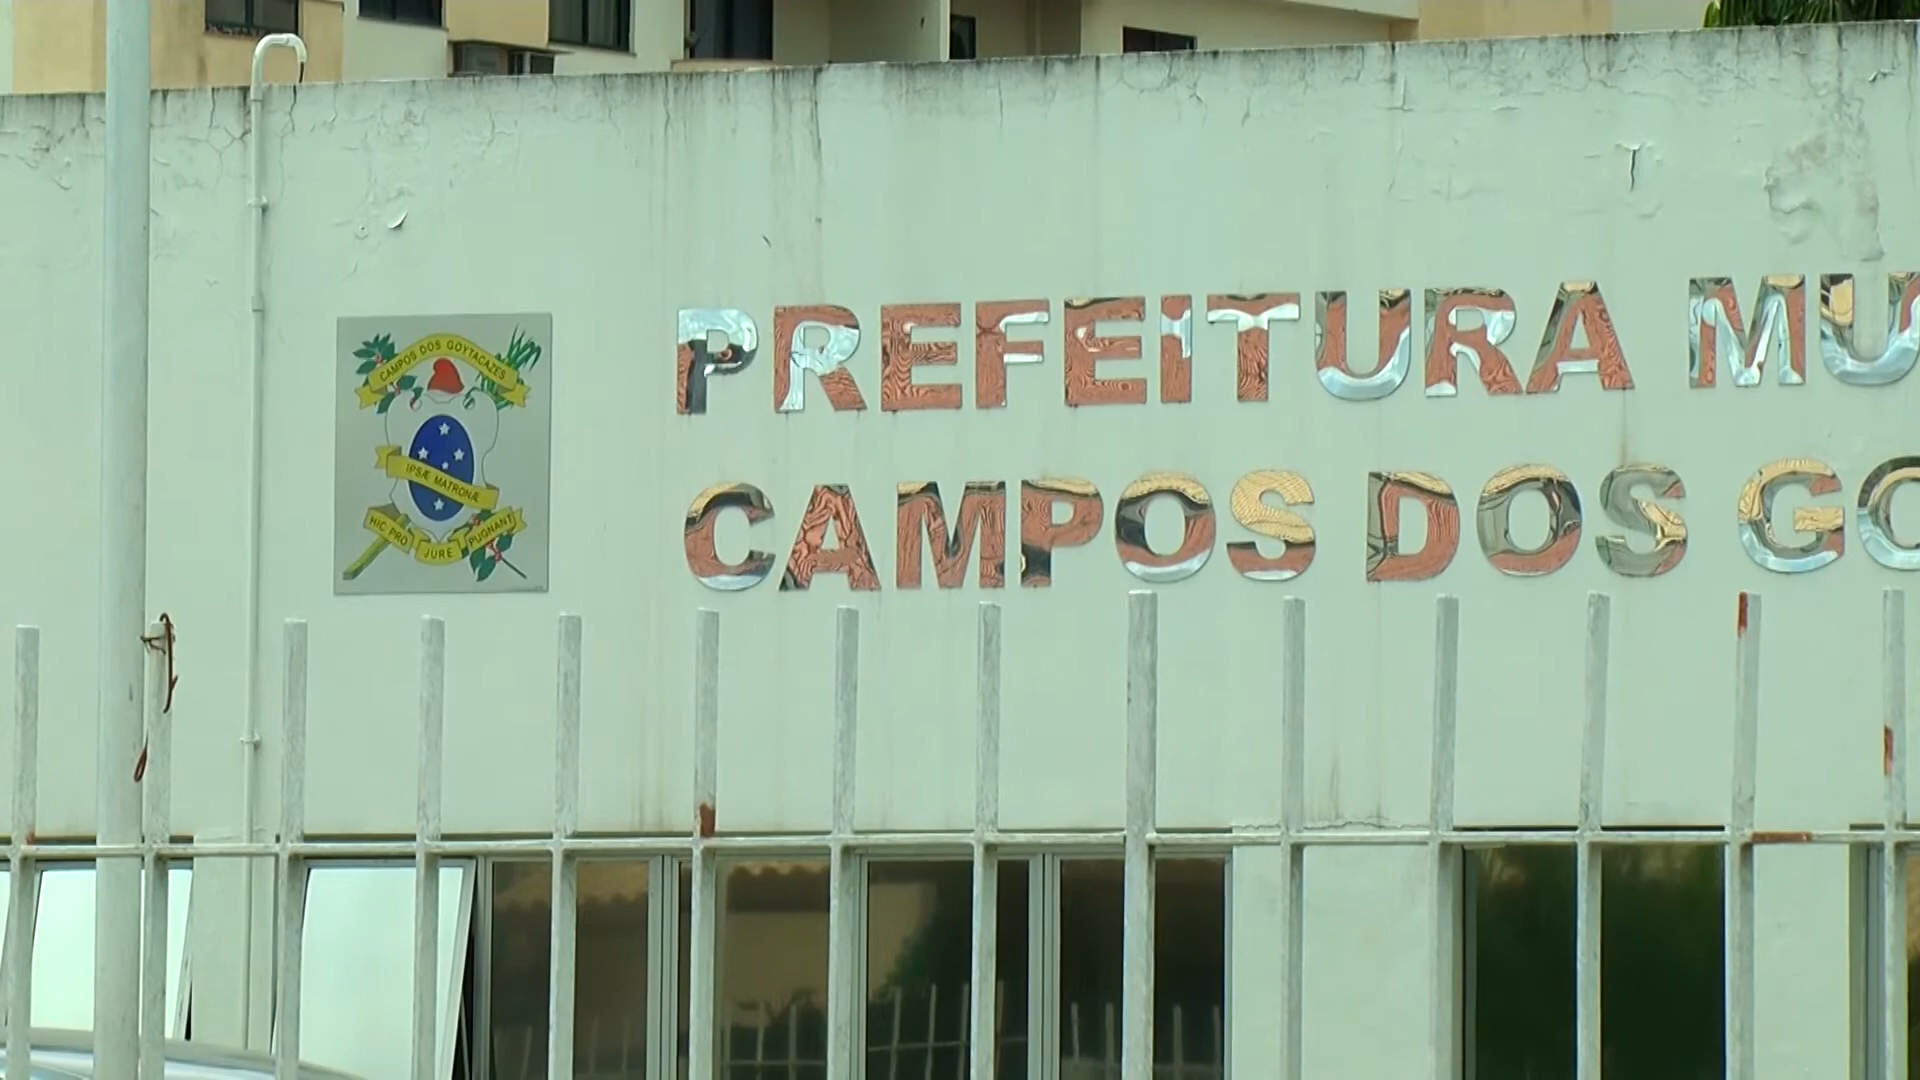 CAMPOS DOS GOYTACAZES
IPSÆ MATRONÆ
HIC PRO JURE PUGNANT
PREFEITURA MU
CAMPOS DOS GO